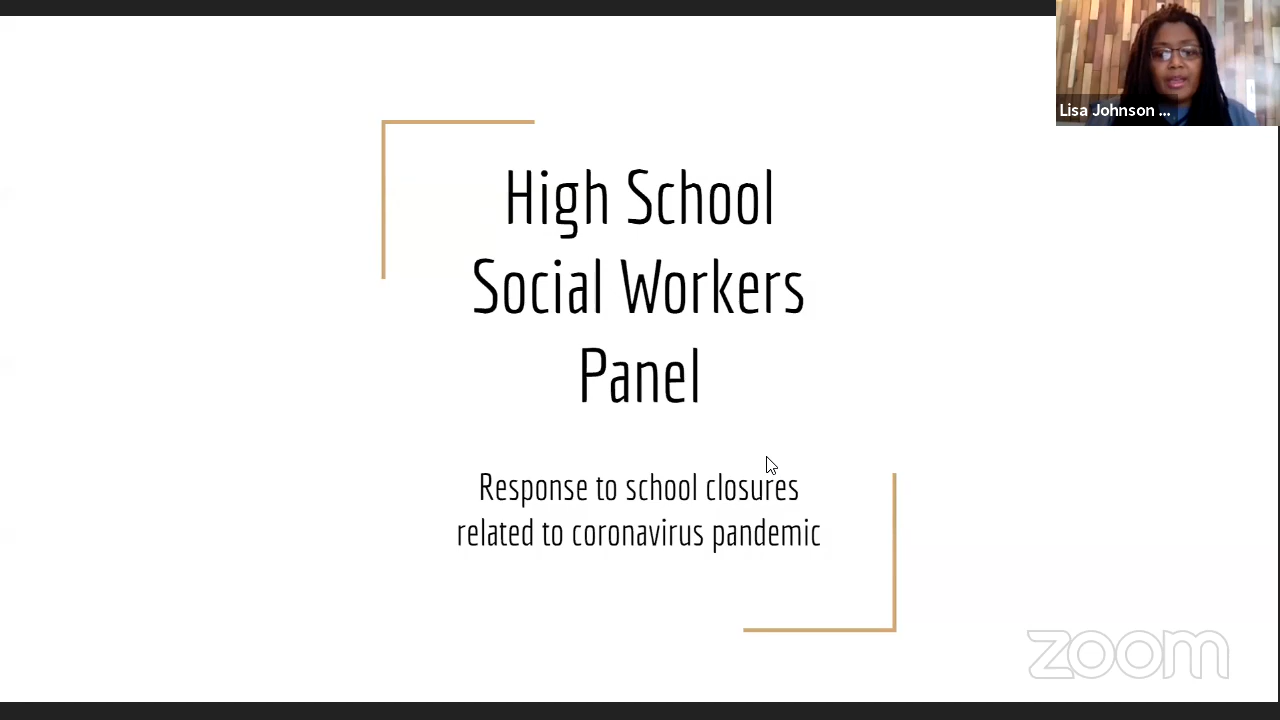 Lisa Johnson ...
High School
Social Workers
Panel
Response to school closures
related to coronavirus pandemic
zoom